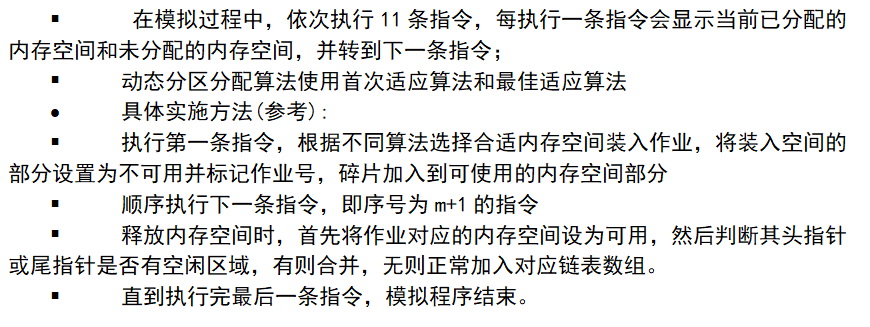 ▪ 在模拟过程中，依次执行11条指令，每执行一条指令会显示当前已分配的
内存空间和未分配的内存空间，并转到下一条指令；
▪ 动态分区分配算法使用首次适应算法和最佳适应算法
● 具体实施方法(参考)：
▪ 执行第一条指令，根据不同算法选择合适内存空间装入作业，将装入空间的
部分设置为不可用并标记作业号，碎片加入到可使用的内存空间部分
▪ 顺序执行下一条指令，即序号为m+1的指令
▪ 释放内存空间时，首先将作业对应的内存空间设为可用，然后判断其头指针
或尾指针是否有空闲区域，有则合并，无则正常加入对应链表数组。
▪ 直到执行完最后一条指令，模拟程序结束。